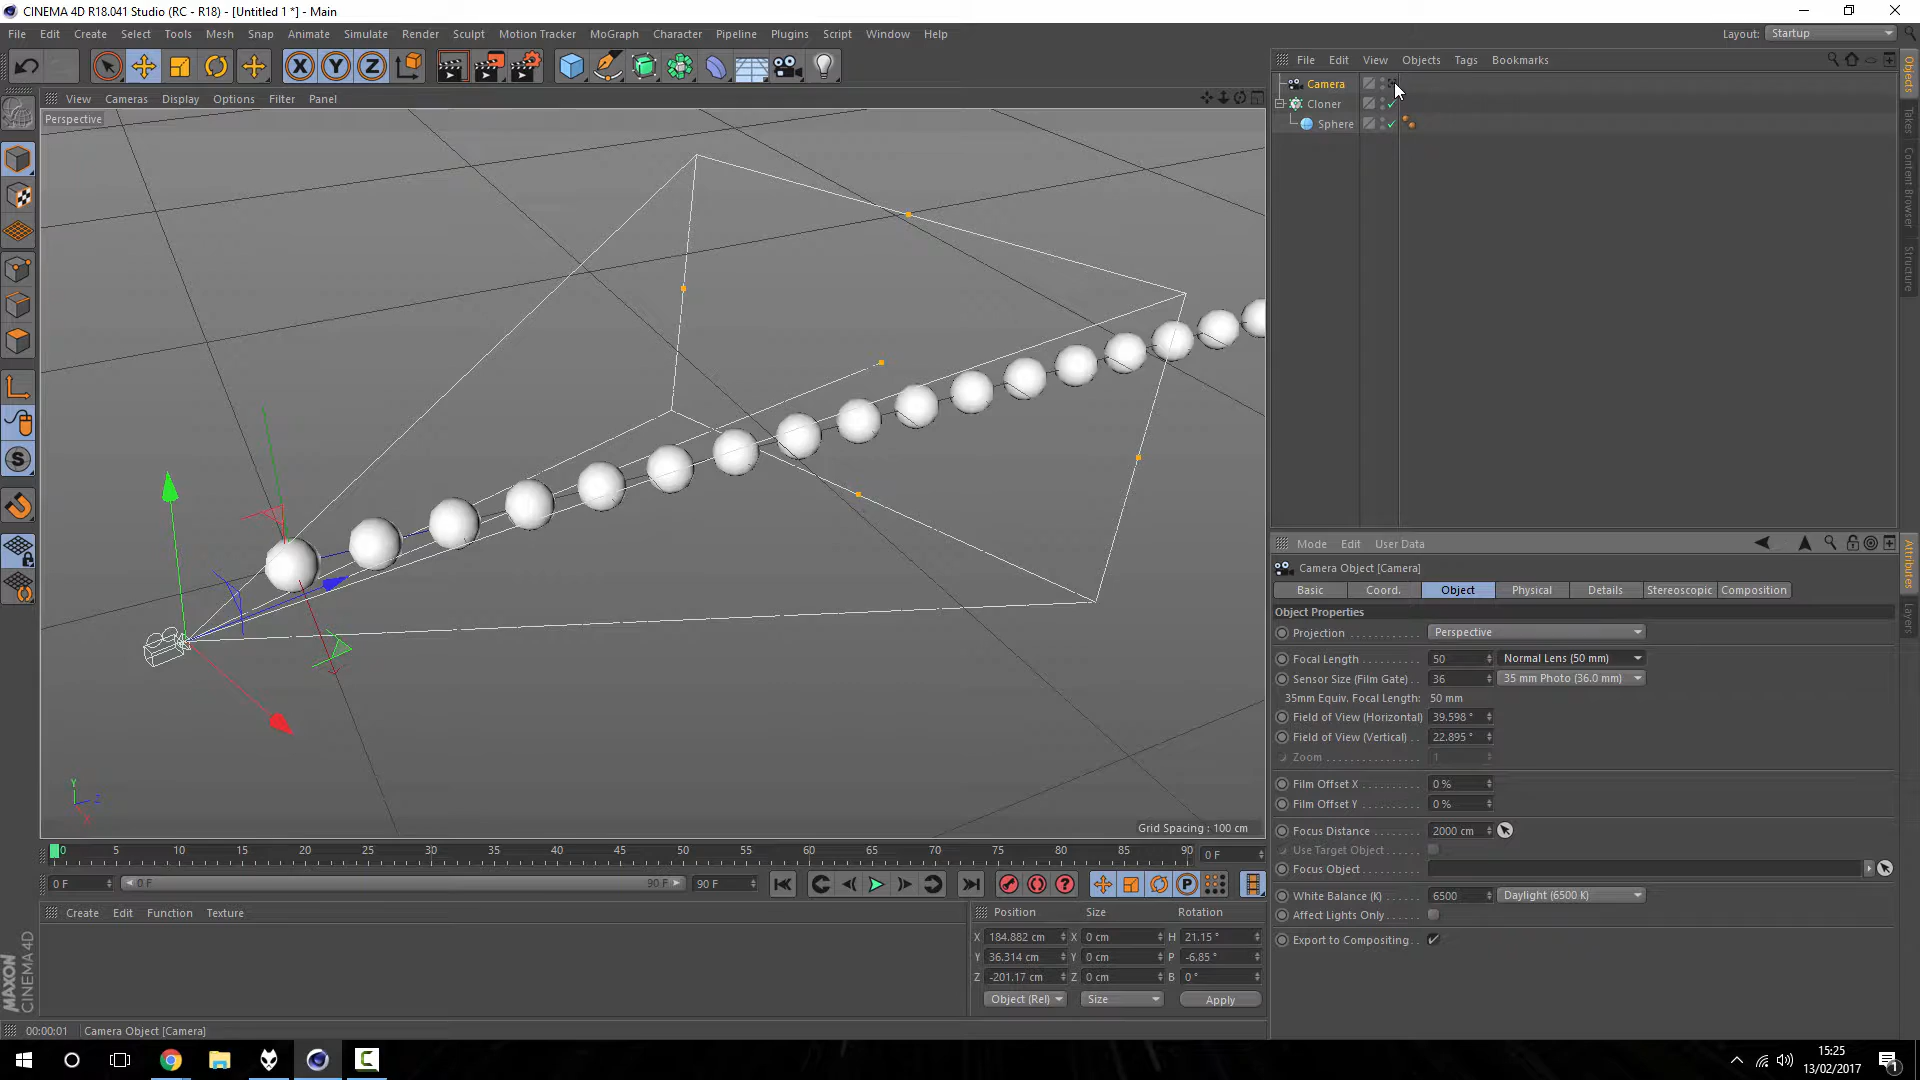 CINEMA 4D R18.041 Studio (RC - R18) - [Untitled 1 *] - Main
File Edit Create Select Tools Mesh Snap Animate Simulate Render Sculpt Motion Tracker MoGraph Character Pipeline Plugins Script Window Help
Layout: Startup
X Y Z
File Edit View Objects Tags Bookmarks
Camera
Cloner
Sphere
View Cameras Display Options Filter Panel
Perspective
Y
Z
X
Grid Spacing : 100 cm
Objects
Takes
Content Browser
Structure
Attributes
Layers
Mode Edit User Data
Camera Object [Camera]
Basic Coord. Object Physical Details Stereoscopic Composition
Object Properties
Projection Perspective
Focal Length 50 Normal Lens (50 mm)
Sensor Size (Film Gate) 36 35 mm Photo (36.0 mm)
35mm Equiv. Focal Length: 50 mm
Field of View (Horizontal) 39.598 °
Field of View (Vertical) 22.895 °
Zoom 1
Film Offset X 0 %
Film Offset Y 0 %
Focus Distance 2000 cm
Use Target Object
Focus Object
White Balance (K) 6500 Daylight (6500 K)
Affect Lights Only
Export to Compositing
0 5 10 15 20 25 30 35 40 45 50 55 60 65 70 75 80 85 90 0 F
0 F 0 F 90 F 90 F
Create Edit Function Texture
Position Size Rotation
X 184.882 cm X 0 cm H 21.15 °
Y 36.314 cm Y 0 cm P -6.85 °
Z -201.17 cm Z 0 cm B 0 °
Object (Rel) Size Apply
MAXON CINEMA 4D
00:00:01 Camera Object [Camera]
15:25
13/02/2017
1